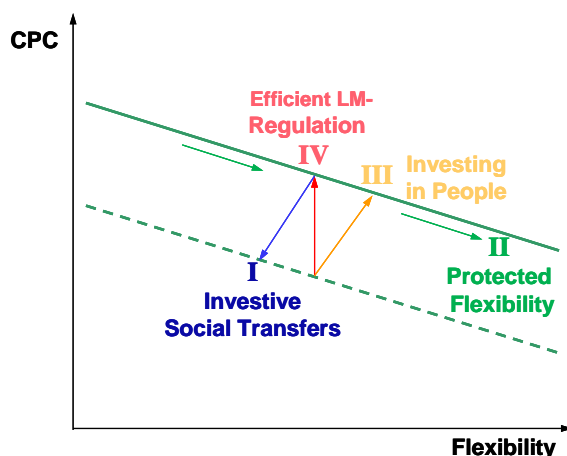 CPC
Efficient LM-
Regulation
IV
III
Investing
in People
II
Protected
Flexibility
I
Investive
Social Transfers
Flexibility